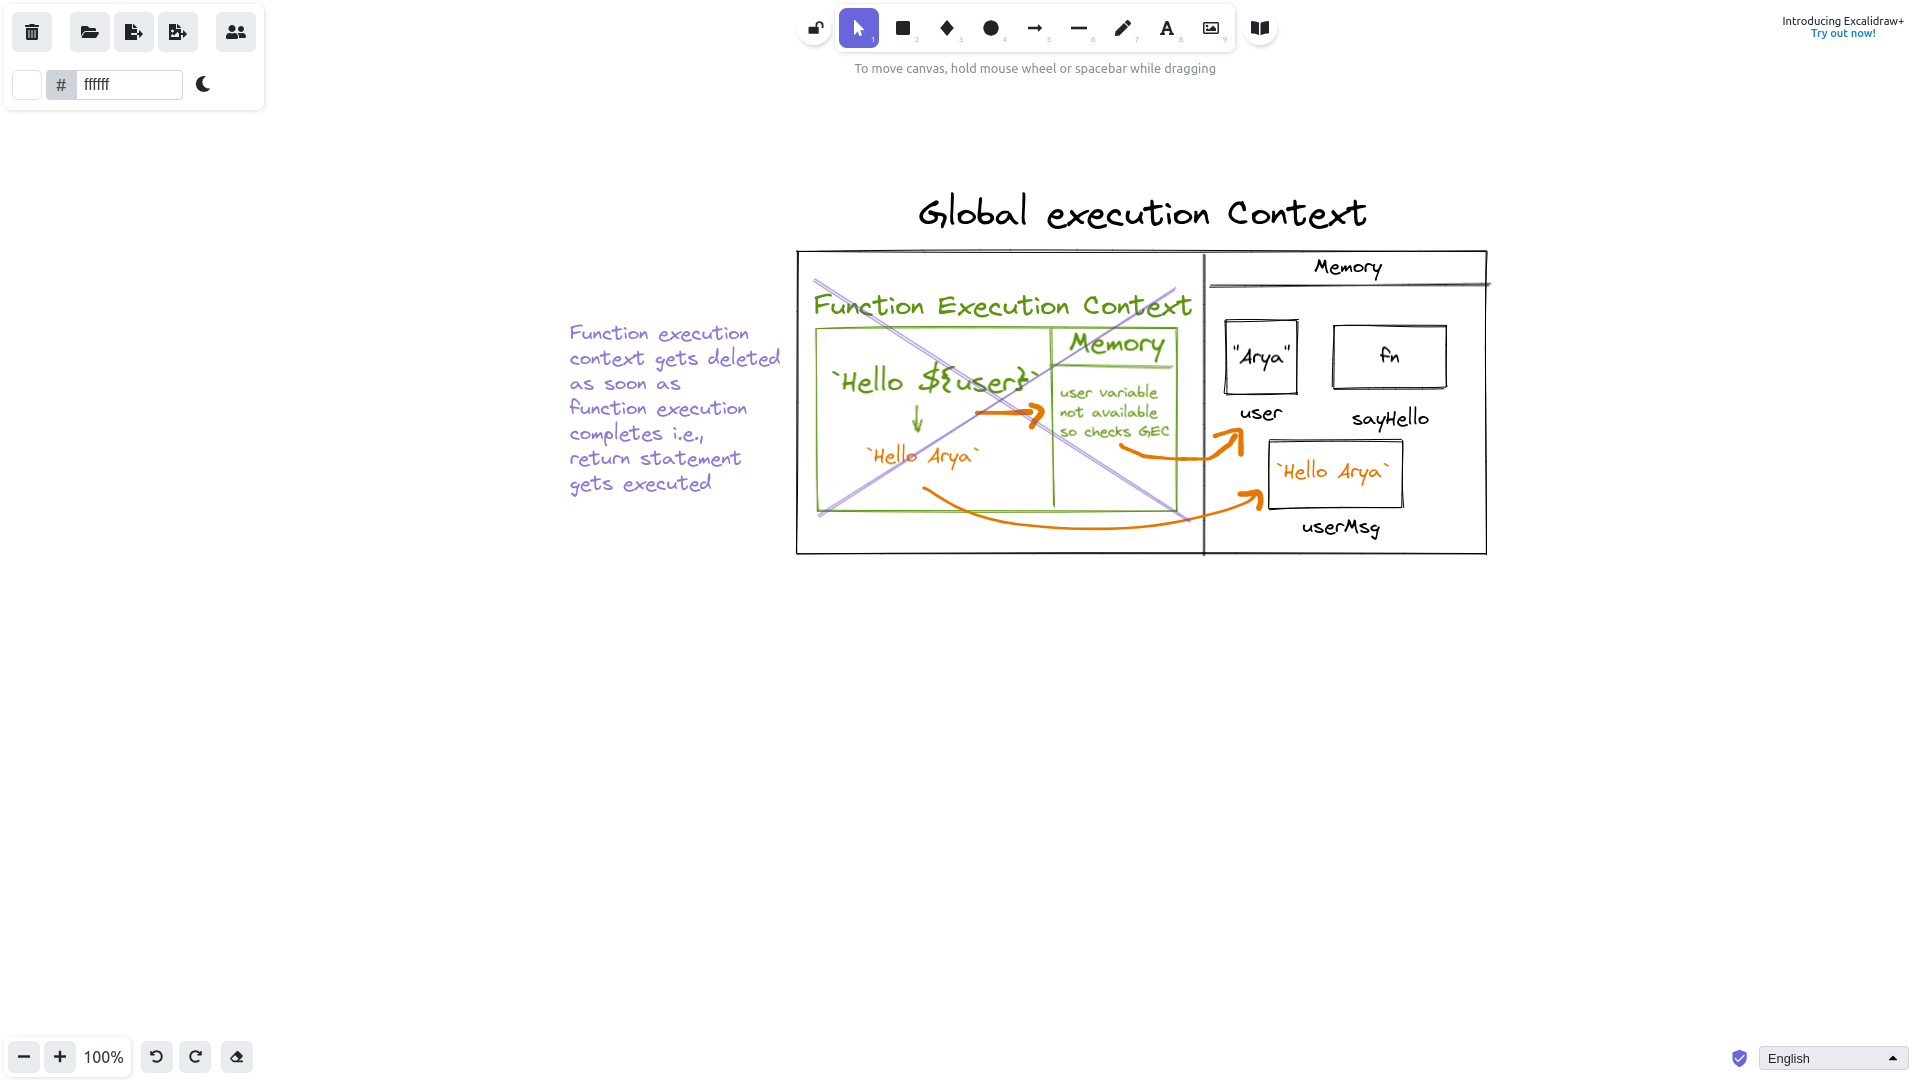 1
2
3
4
5
6
7
8
9
Introducing Excalidraw+
Try out now!
# ffffff
To move canvas, hold mouse wheel or spacebar while dragging
Global execution Context
Memory
Function Execution Context
Memory
`Hello ${user}`
user variable
not available
so checks GEC
`Hello Arya`
"Arya"
user
fn
sayHello
`Hello Arya`
userMsg
Function execution
context gets deleted
as soon as
function execution
completes i.e.,
return statement
gets executed
100%
English